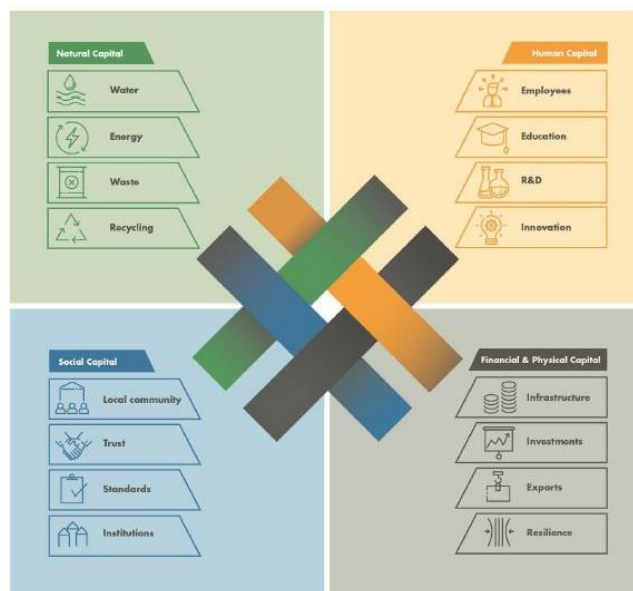 Natural Capital
Water
Energy
Waste
Recycling
Human Capital
Employees
Education
R&D
Innovation
Social Capital
Local community
Trust
Standards
Institutions
Financial & Physical Capital
Infrastructure
Investments
Exports
Resilience